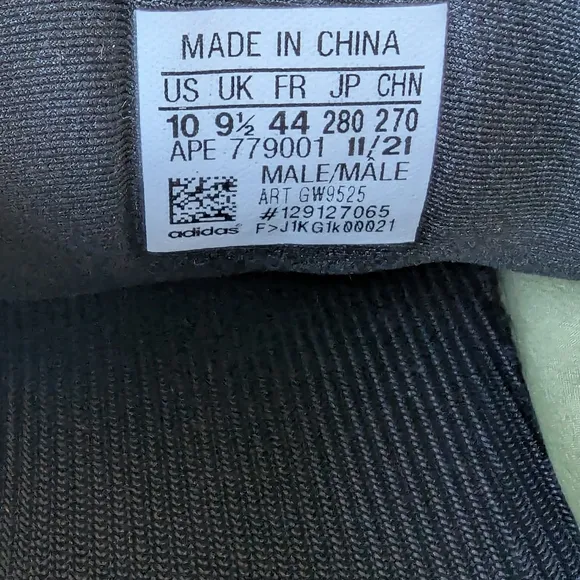 MADE IN CHINA
US UK FR JP CHN
10 9½ 44 280 270
APE 779001 11/21
MALE/MÂLE
ART GW9525
#129127065
adidas F>J1KG1k00021